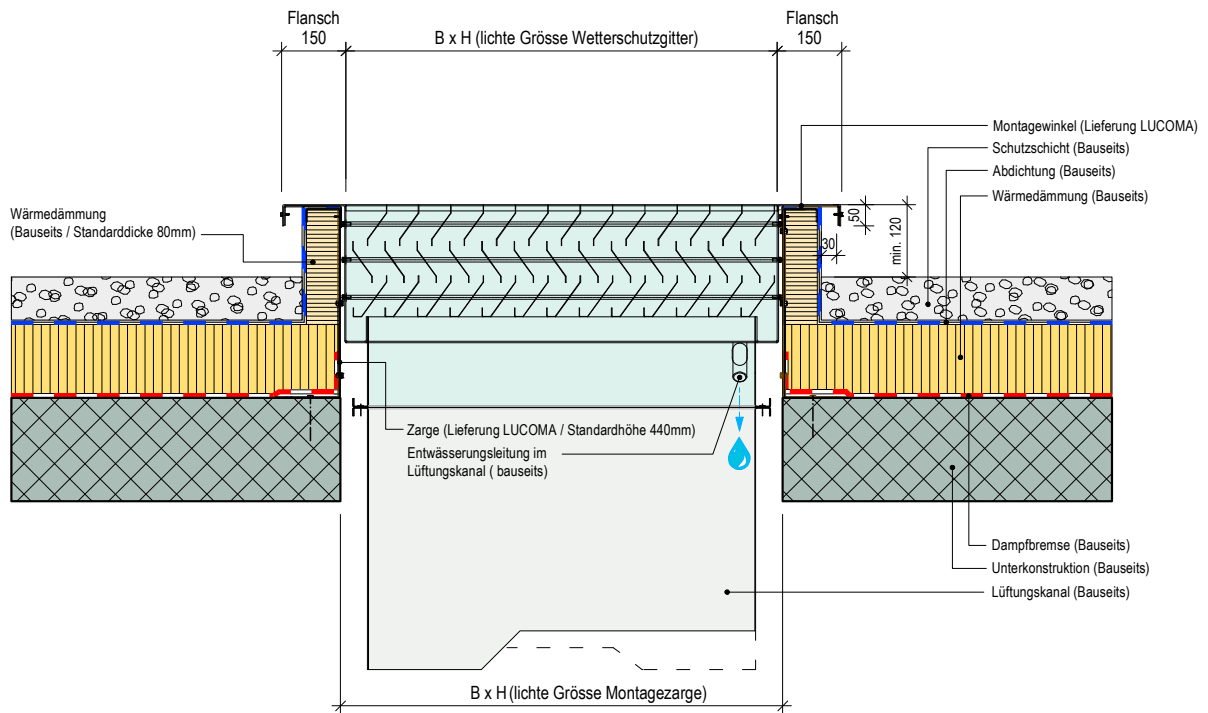 Flansch
150
B x H (lichte Grösse Wetterschutzgitter)
Flansch
150
Montagewinkel (Lieferung LUCOMA)
Schutzschicht (Bauseits)
Abdichtung (Bauseits)
Wärmedämmung (Bauseits)
Wärmedämmung
(Bauseits / Standarddicke 80mm)
50
30
min. 120
Zarge (Lieferung LUCOMA / Standardhöhe 440mm)
Entwässerungsleitung im
Lüftungskanal ( bauseits)
Dampfbremse (Bauseits)
Unterkonstruktion (Bauseits)
Lüftungskanal (Bauseits)
B x H (lichte Grösse Montagezarge)